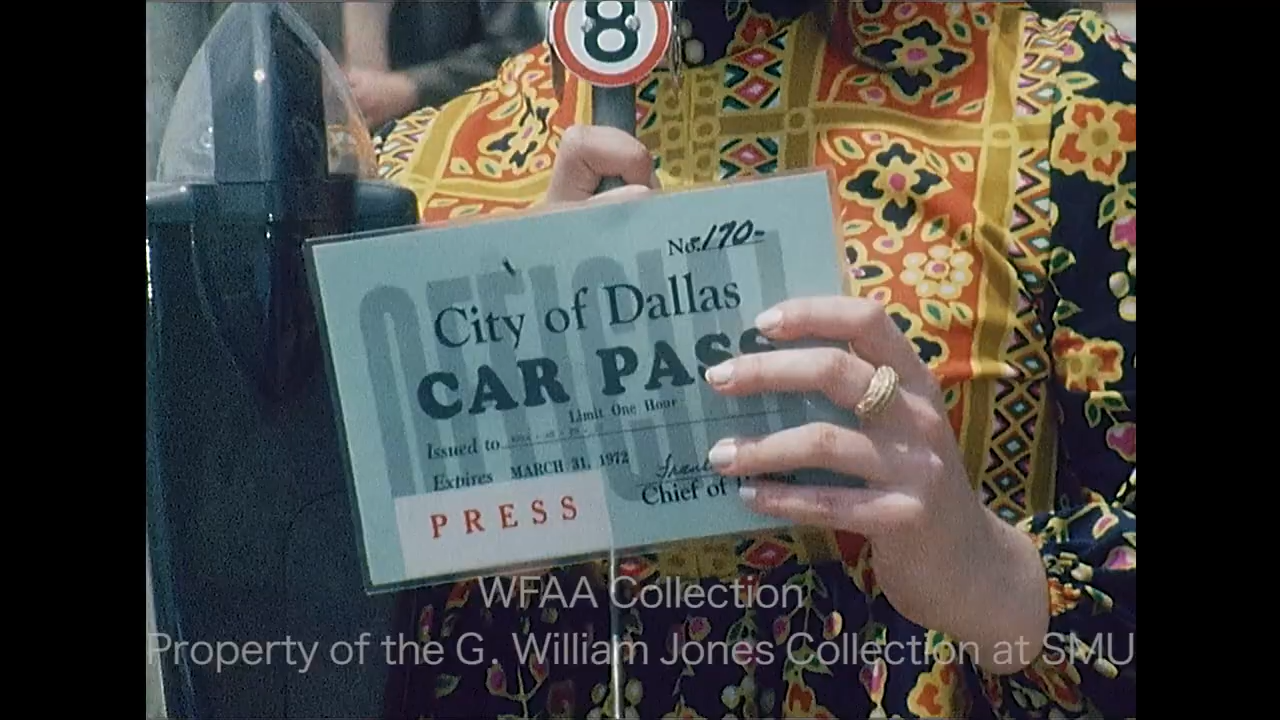 8
OFFICIAL
No. 170-
City of Dallas
CAR PASS
Limit One Hour
Issued to
Expires MARCH 31, 1972
Chief of
PRESS
WFAA Collection
Property of the G. William Jones Collection at SMU